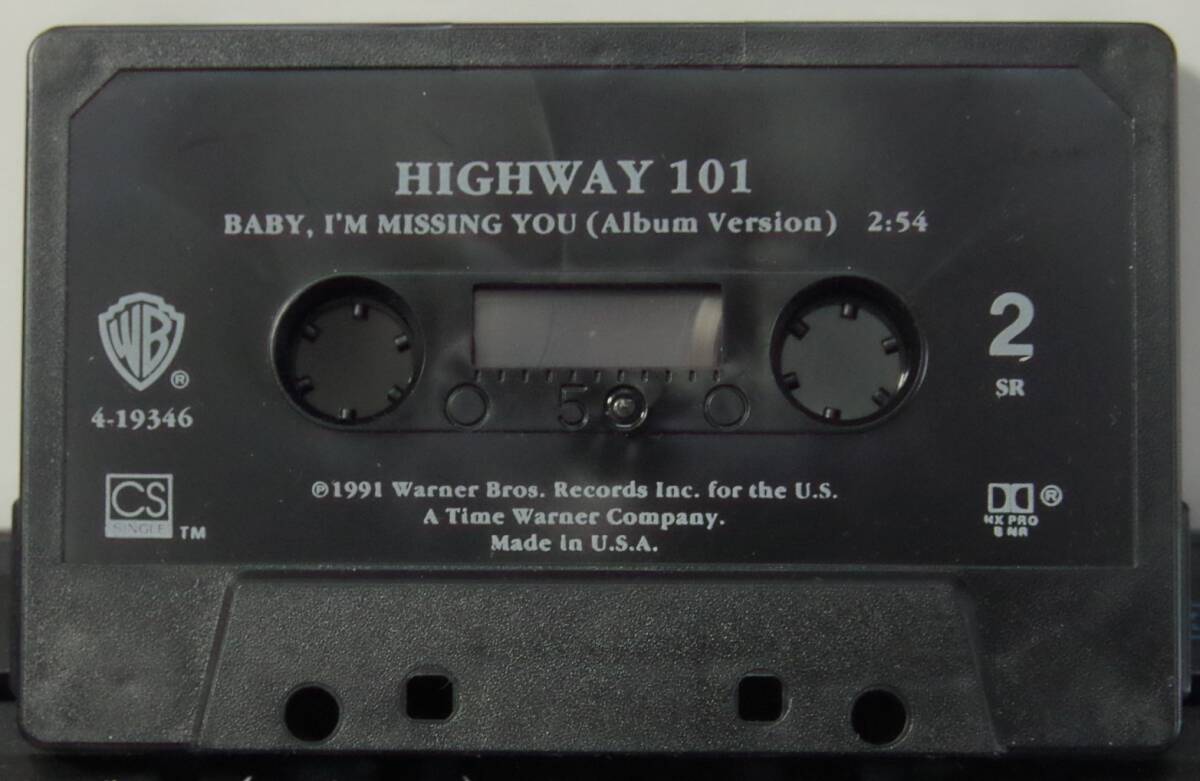 HIGHWAY 101
BABY, I'M MISSING YOU (Album Version) 2:54
WB®
4-19346
2
SR
5
CS
SINGLE TM
℗1991 Warner Bros. Records Inc. for the U.S.
A Time Warner Company.
Made in U.S.A.
®
HX PRO
B NR